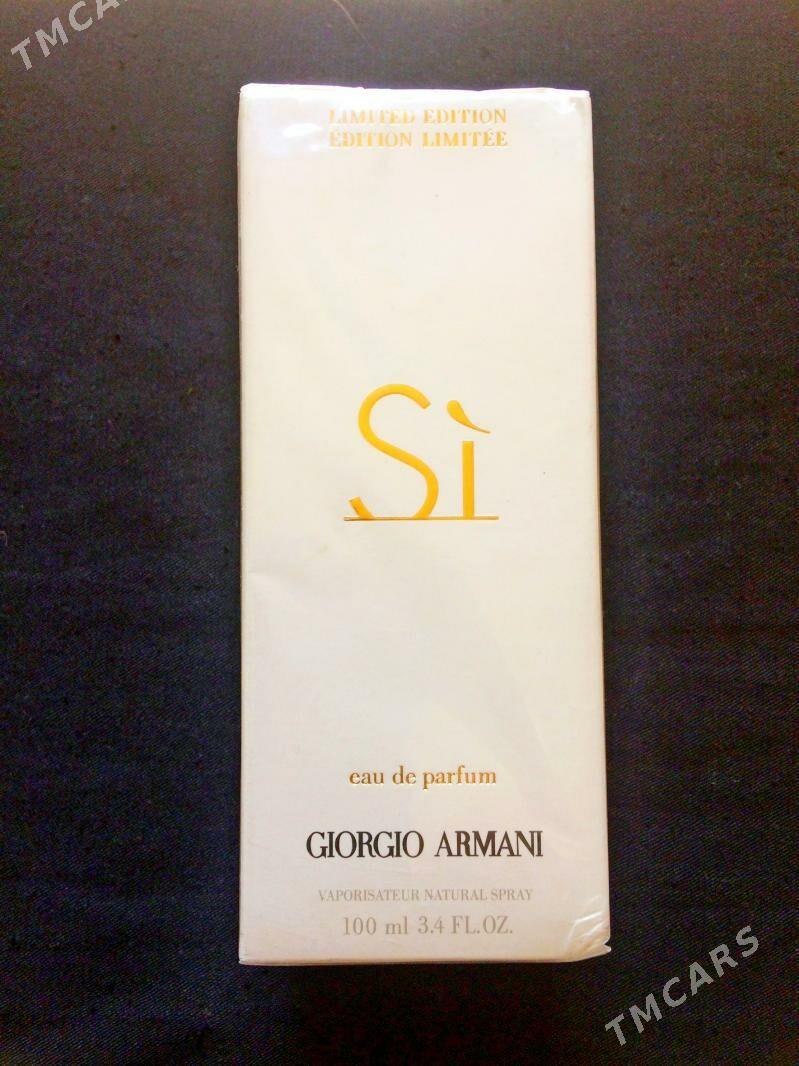 TMCARS
LIMITED EDITION
ÉDITION LIMITÉE
Sì
eau de parfum
GIORGIO ARMANI
VAPORISATEUR NATURAL SPRAY
100 ml 3.4 FL.OZ.
TMCARS